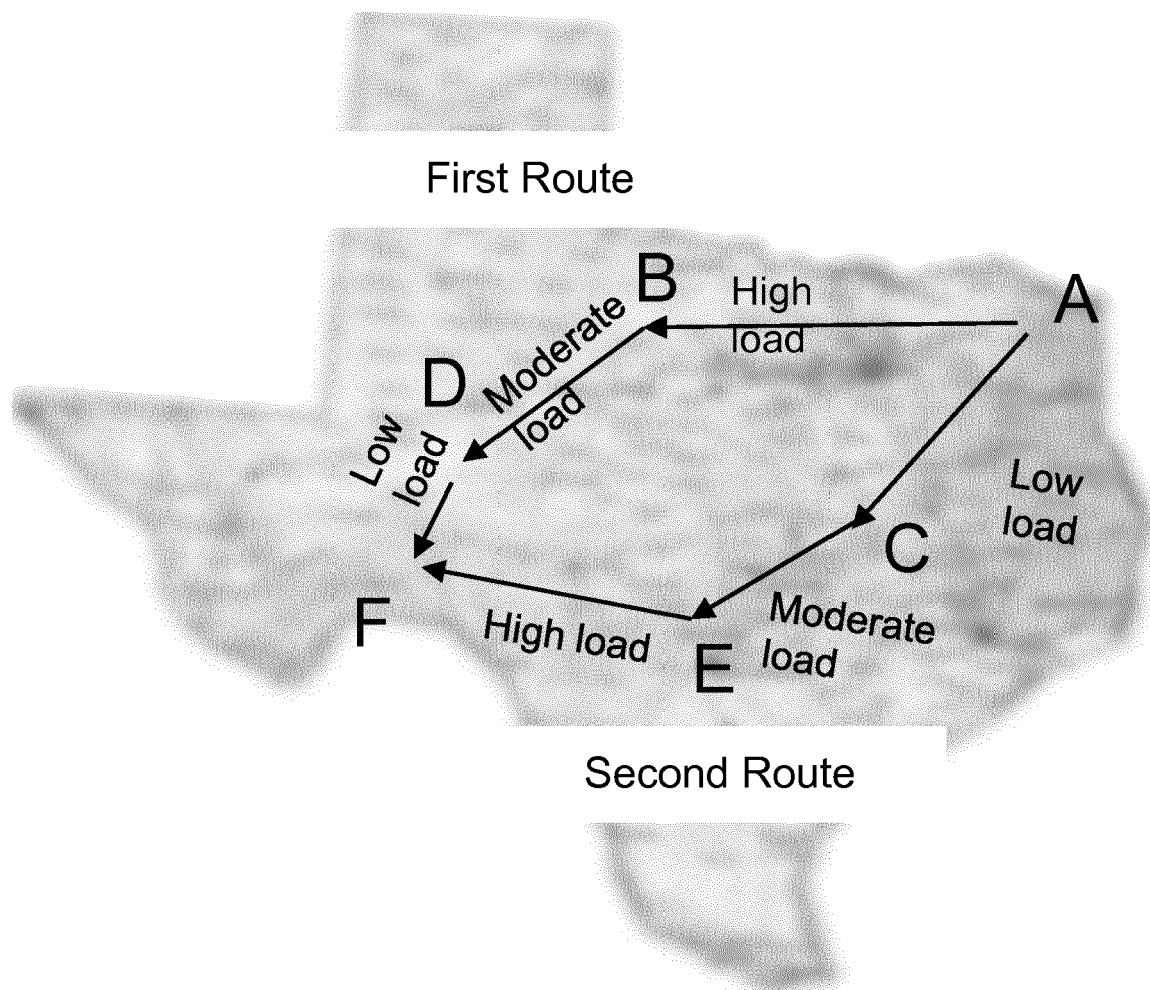 First Route
B
High
load
A
Moderate
load
D
Low
load
Low
load
C
F
High load
E
Moderate
load
Second Route